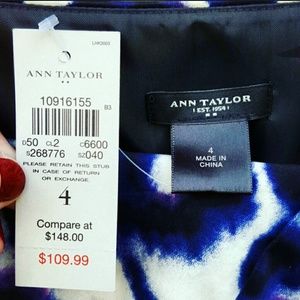 LHK2003
ANN TAYLOR
10916155
B3
D50 CL2 C6600
S268776 SZ040
PLEASE RETAIN THIS STUB
IN CASE OF RETURN
OR EXCHANGE.
4
Compare at
$148.00
$109.99
ANN TAYLOR
EST. 1954
4
MADE IN
CHINA